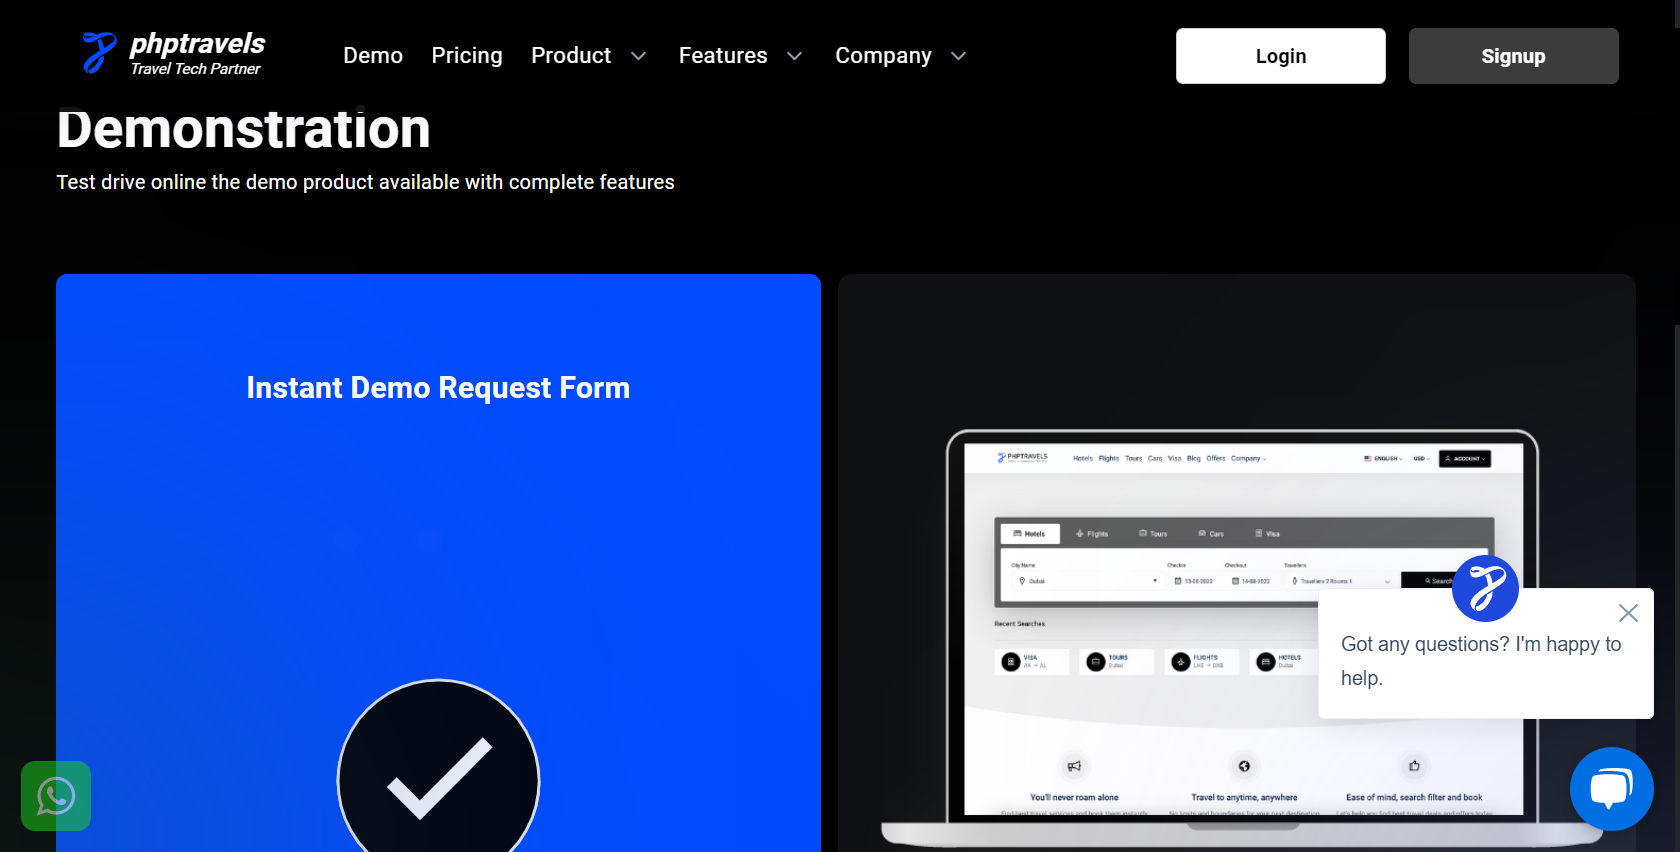 phptravels
Travel Tech Partner
Demo Pricing Product Features Company
Login
Signup
Demonstration
Test drive online the demo product available with complete features
Instant Demo Request Form
PHPTRAVELS
Hotels Flights Tours Cars Visa Blog Offers Company
ENGLISH USD ACCOUNT
Hotels Flights Tours Cars Visa
City Name Checkin Checkout Travellers
Dubai 13-08-2022 14-08-2022 Travellers 2 Rooms 1 Search
Recent Searches
VISA TOURS FLIGHTS HOTELS
AX → AL Dubai LHE → DXB Dubai
Got any questions? I'm happy to
help.
You'll never roam alone Travel to anytime, anywhere Ease of mind, search filter and book